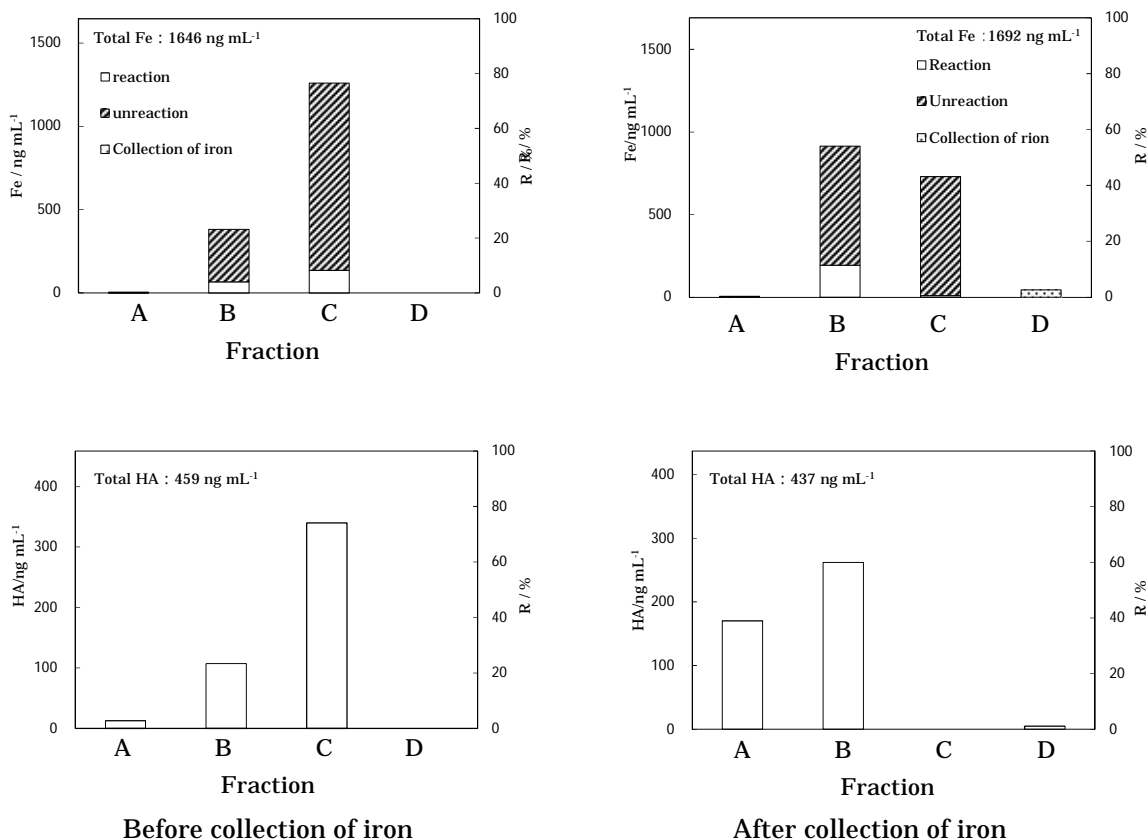 Total Fe : 1646 ng mL-1
reaction
unreaction
Collection of iron
1500
1000
500
0
Fe / ng mL-1
100
80
60
40
20
0
R / %
A B C D
Fraction
Total Fe : 1692 ng mL-1
Reaction
Unreaction
Collection of rion
1500
1000
500
0
Fe/ng mL-1
100
80
60
40
20
0
R / %
A B C D
Fraction
Total HA : 459 ng mL-1
400
300
200
100
0
HA/ng mL-1
100
80
60
40
20
0
R / %
A B C D
Fraction
Before collection of iron
Total HA : 437 ng mL-1
400
300
200
100
0
HA/ng mL-1
100
80
60
40
20
0
R / %
A B C D
Fraction
After collection of iron